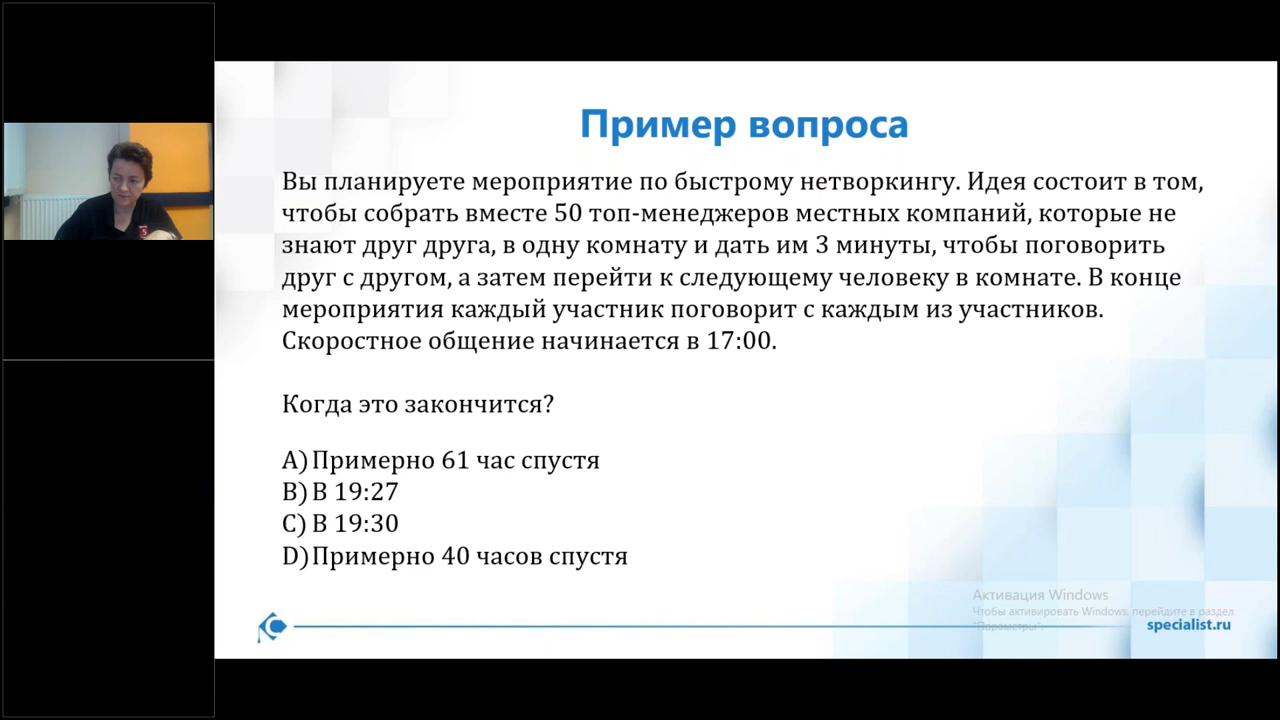 Пример вопроса
Вы планируете мероприятие по быстрому нетворкингу. Идея состоит в том,
чтобы собрать вместе 50 топ-менеджеров местных компаний, которые не
знают друг друга, в одну комнату и дать им 3 минуты, чтобы поговорить
друг с другом, а затем перейти к следующему человеку в комнате. В конце
мероприятия каждый участник поговорит с каждым из участников.
Скоростное общение начинается в 17:00.
Когда это закончится?
A) Примерно 61 час спустя
B) В 19:27
C) В 19:30
D) Примерно 40 часов спустя
Активация Windows
Чтобы активировать Windows, перейдите в раздел
"Параметры".
specialist.ru